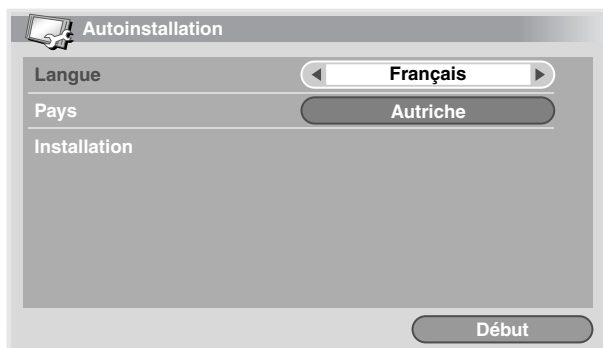 Autoinstallation
Langue Français
Pays Autriche
Installation
Début